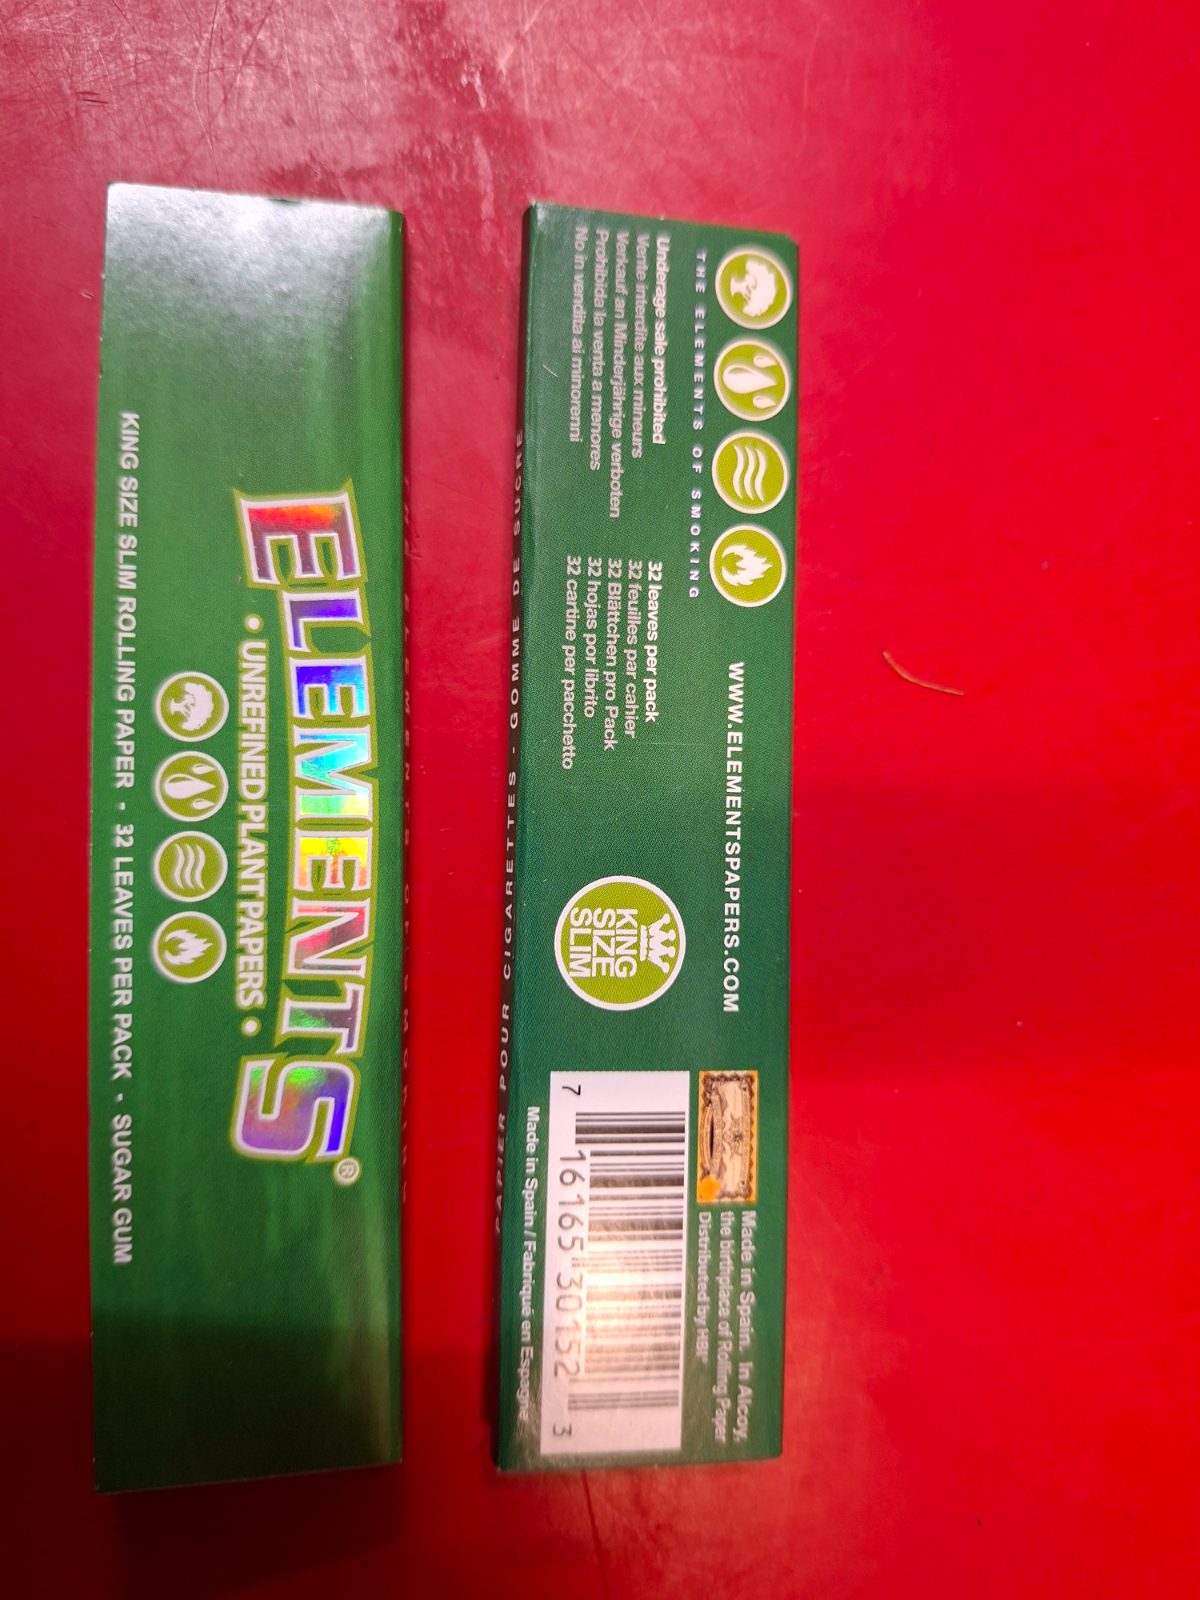 ELEMENTS®
• UNREFINED PLANT PAPERS •
KING SIZE SLIM ROLLING PAPER • 32 LEAVES PER PACK • SUGAR GUM
THE ELEMENTS OF SMOKING
WWW.ELEMENTSPAPERS.COM
Underage sale prohibited
Vente interdite aux mineurs
Verkauf an Minderjährige verboten
Prohibida la venta a menores
No in vendita ai minorenni
32 leaves per pack
32 feuilles par cahier
32 Blättchen pro Pack
32 hojas por librito
32 cartine per pacchetto
KING
SIZE
SLIM
Made in Spain. In Alcoy,
the birthplace of Rolling Paper
Distributed by HBI
7 16165 30152 3
Made in Spain / Fabriqué en Espagne
PAPIER POUR CIGARETTES - GOMME DE SUCRE